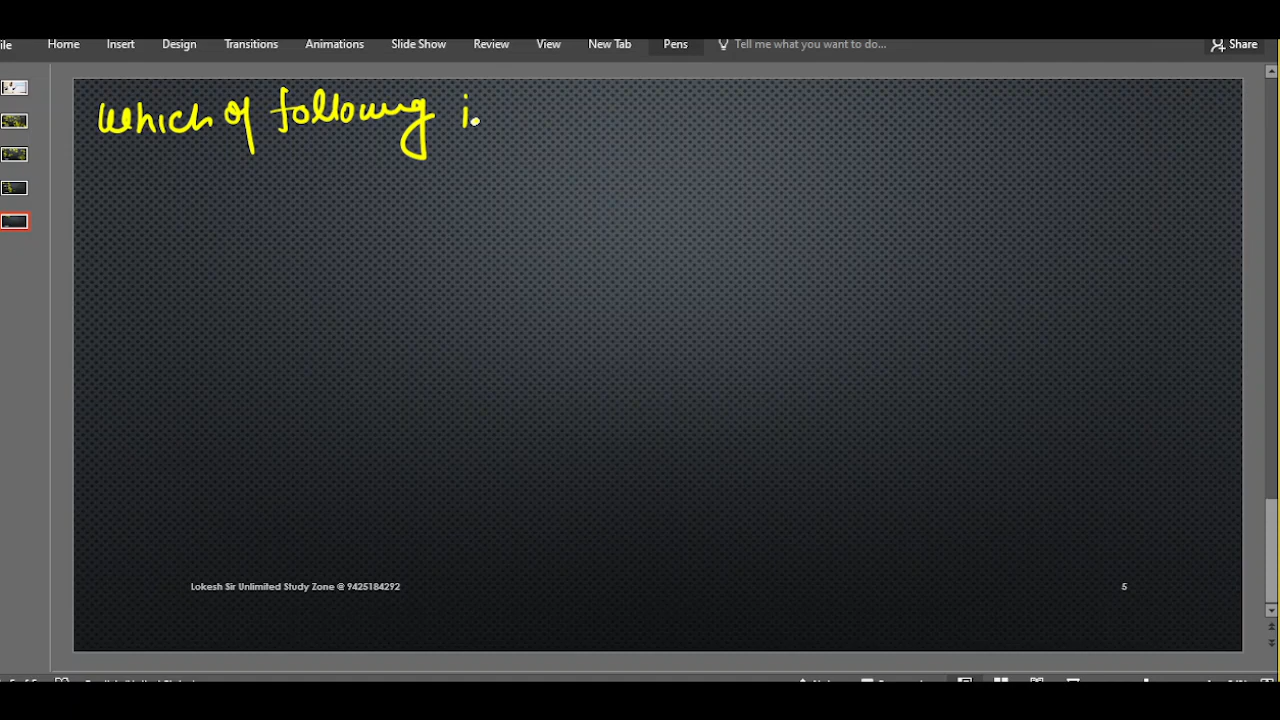 File Home Insert Design Transitions Animations Slide Show Review View New Tab Pens Tell me what you want to do... Share
Which of following i.
Lokesh Sir Unlimited Study Zone @ 9425184292 5